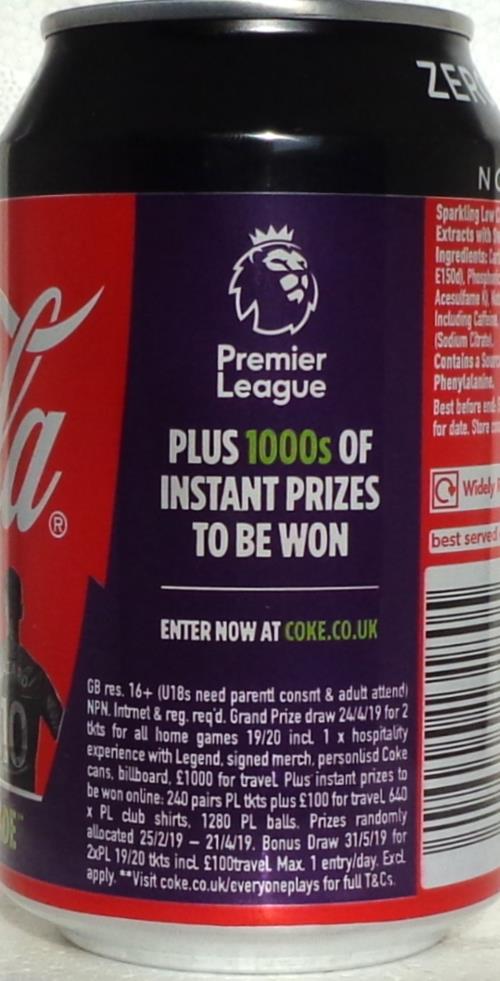 ZER
la®
10
Premier
League
PLUS 1000s OF
INSTANT PRIZES
TO BE WON
ENTER NOW AT COKE.CO.UK
GB res. 16+ (U18s need parentl consnt & adult attend)
NPN. Intrnet & reg. req'd. Grand Prize draw 24/4/19 for 2
tkts for all home games 19/20 incl. 1 x hospitality
experience with Legend, signed merch, personlisd Coke
cans, billboard, £1000 for travel. Plus instant prizes to
be won online: 240 pairs PL tkts plus £100 for travel, 640
x PL club shirts, 1280 PL balls. Prizes randomly
allocated 25/2/19 – 21/4/19. Bonus Draw 31/5/19 for
2xPL 19/20 tkts incl. £100travel. Max. 1 entry/day. Excl.
apply. **Visit coke.co.uk/everyoneplays for full T&Cs.
Sparkling Low
Extracts with
Ingredients:
E150d),
Acesulfame K),
Including Caffeine,
(Sodium Citrate).
Contains a Source
Phenylalanine.
Best before end:
for date. Store
Widely
best served